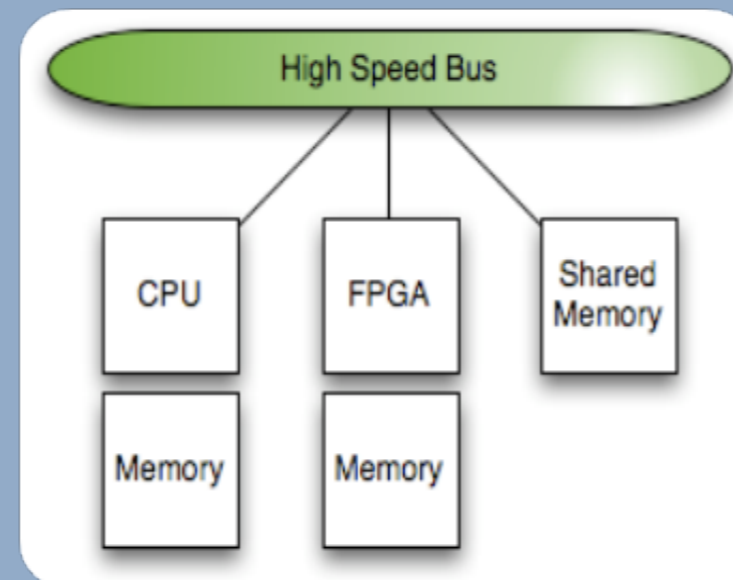 High Speed Bus
CPU
FPGA
Shared
Memory
Memory
Memory